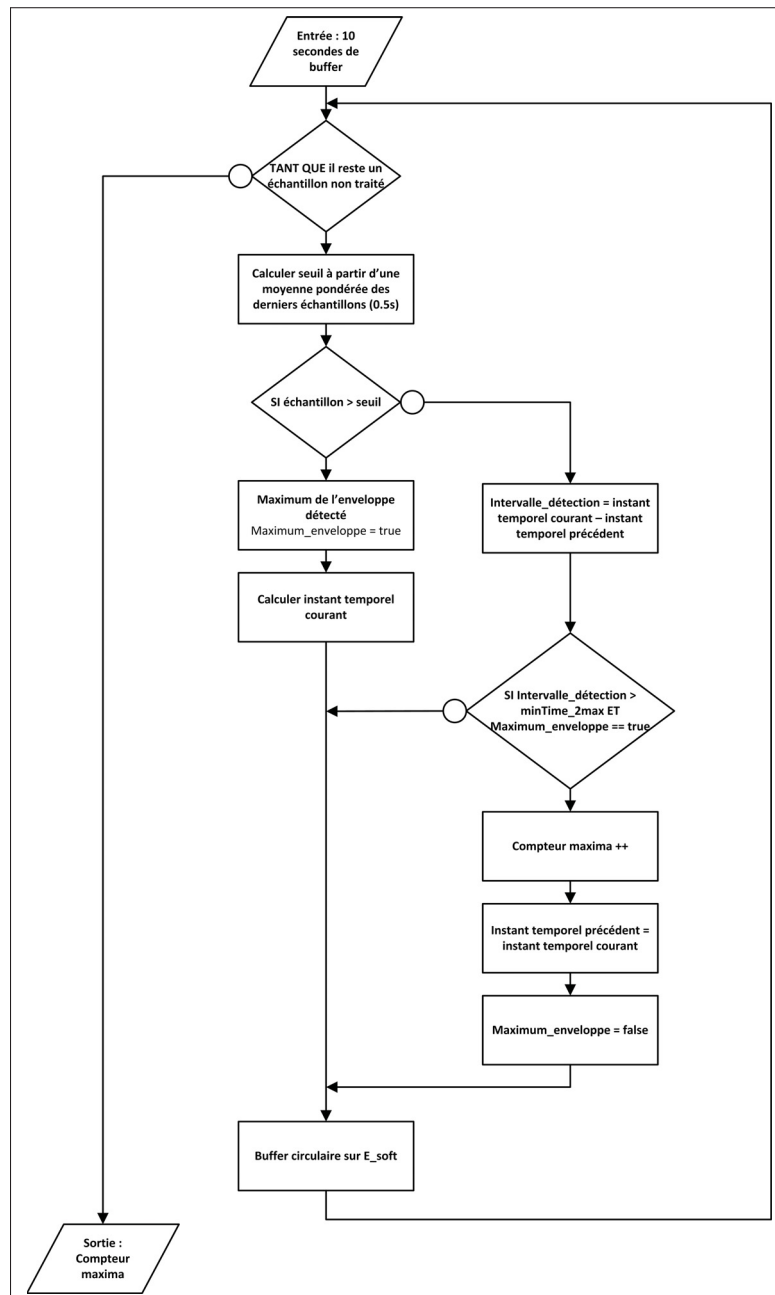 Entrée : 10
secondes de
buffer
TANT QUE il reste un
échantillon non traité
Calculer seuil à partir d’une
moyenne pondérée des
derniers échantillons (0.5s)
SI échantillon > seuil
Maximum de l’enveloppe
détecté
Maximum_enveloppe = true
Calculer instant temporel
courant
Intervalle_détection = instant
temporel courant – instant
temporel précédent
SI Intervalle_détection >
minTime_2max ET
Maximum_enveloppe == true
Compteur maxima ++
Instant temporel précédent =
instant temporel courant
Maximum_enveloppe = false
Buffer circulaire sur E_soft
Sortie :
Compteur
maxima